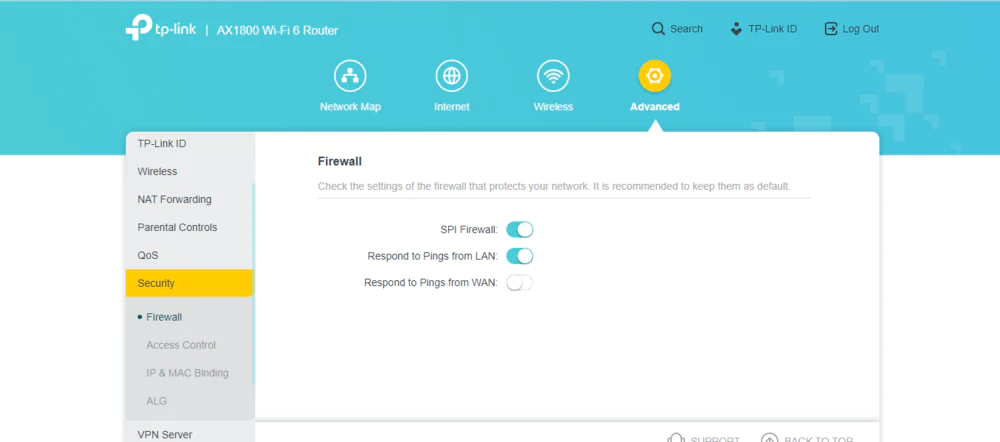 tp-link | AX1800 Wi-Fi 6 Router
Search
TP-Link ID
Log Out
Network Map
Internet
Wireless
Advanced
TP-Link ID
Wireless
NAT Forwarding
Parental Controls
QoS
Security
Firewall
Access Control
IP & MAC Binding
ALG
VPN Server
Firewall
Check the settings of the firewall that protects your network. It is recommended to keep them as default.
SPI Firewall:
Respond to Pings from LAN:
Respond to Pings from WAN:
SUPPORT
BACK TO TOP